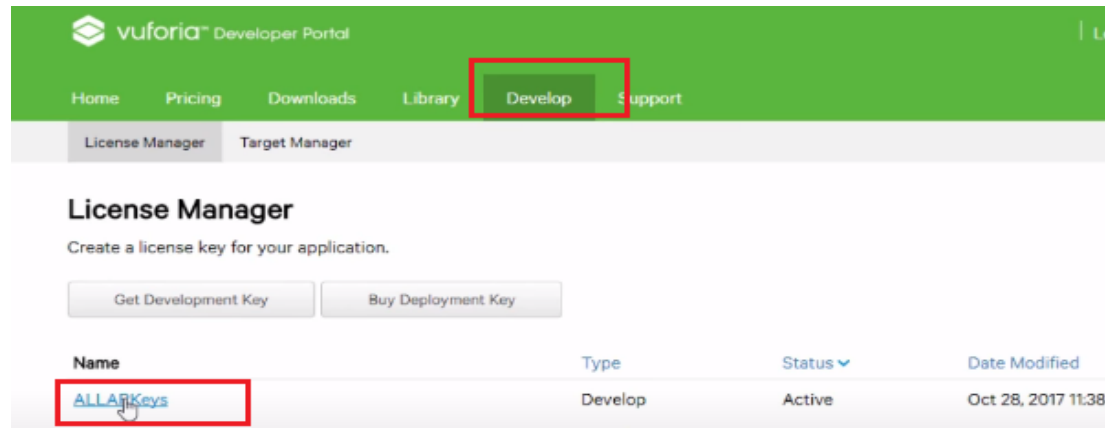 vuforia™ Developer Portal
Home Pricing Downloads Library Develop Support
License Manager Target Manager
License Manager
Create a license key for your application.
Get Development Key Buy Deployment Key
Name Type Status Date Modified
ALLARKeys Develop Active Oct 28, 2017 11:38